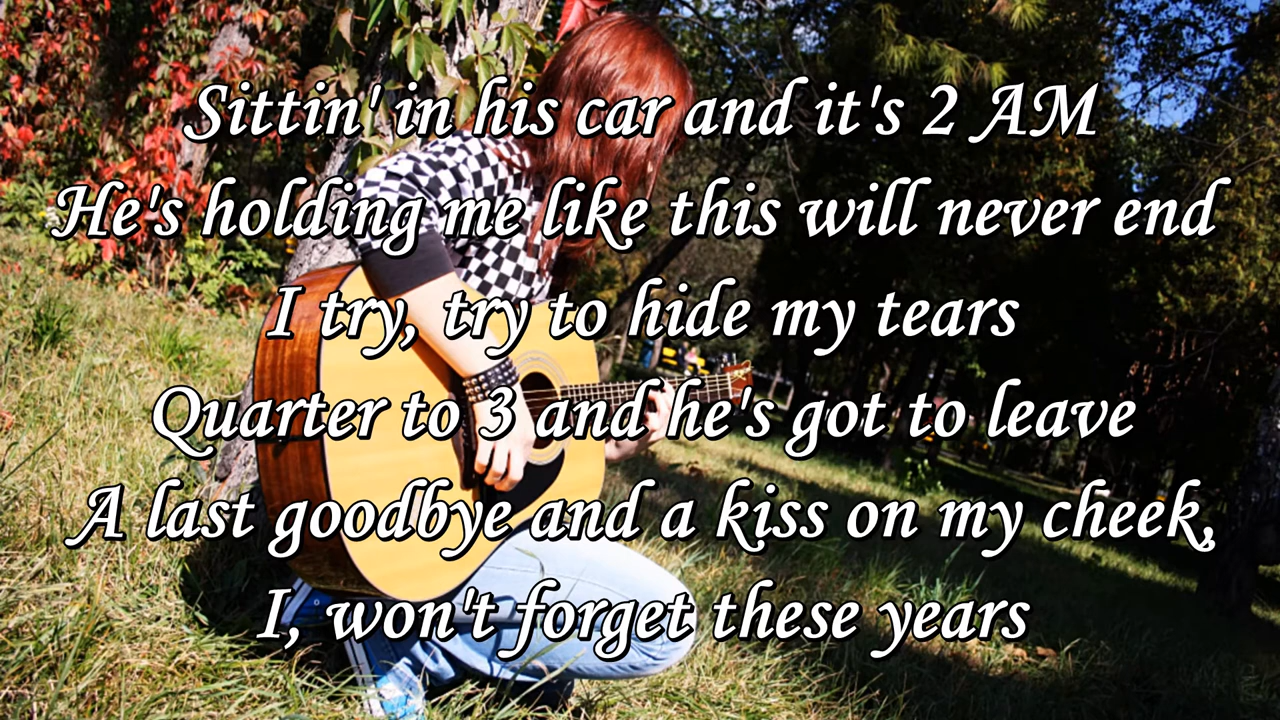 Sittin' in his car and it's 2 AM
He's holding me like this will never end
I try, try to hide my tears
Quarter to 3 and he's got to leave
A last goodbye and a kiss on my cheek,
I, won't forget these years